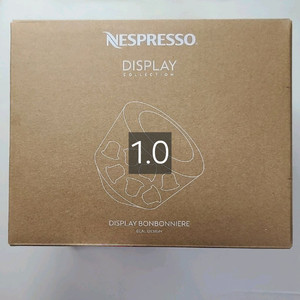 NESPRESSO
DISPLAY
COLLECTION
1.0
DISPLAY BONBONNIERE